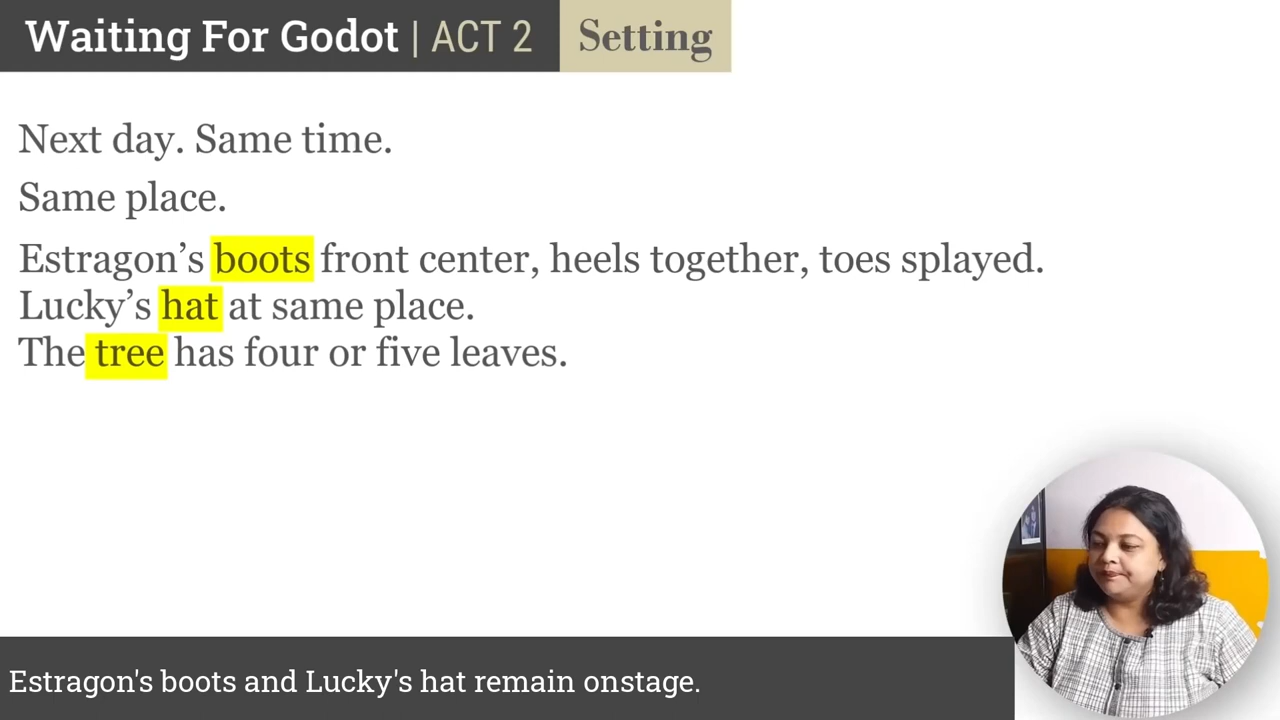 Waiting For Godot | ACT 2 Setting
Next day. Same time.
Same place.
Estragon’s boots front center, heels together, toes splayed.
Lucky’s hat at same place.
The tree has four or five leaves.
Estragon's boots and Lucky's hat remain onstage.